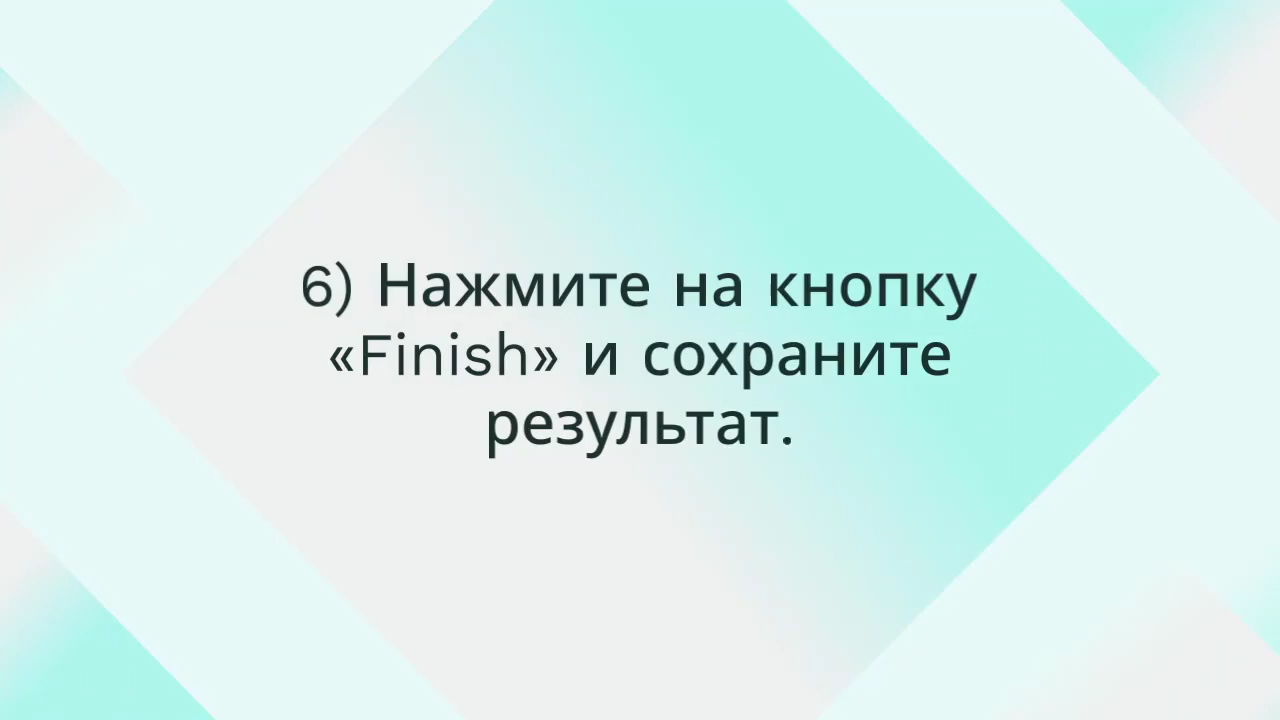 6) Нажмите на кнопку
«Finish» и сохраните
результат.